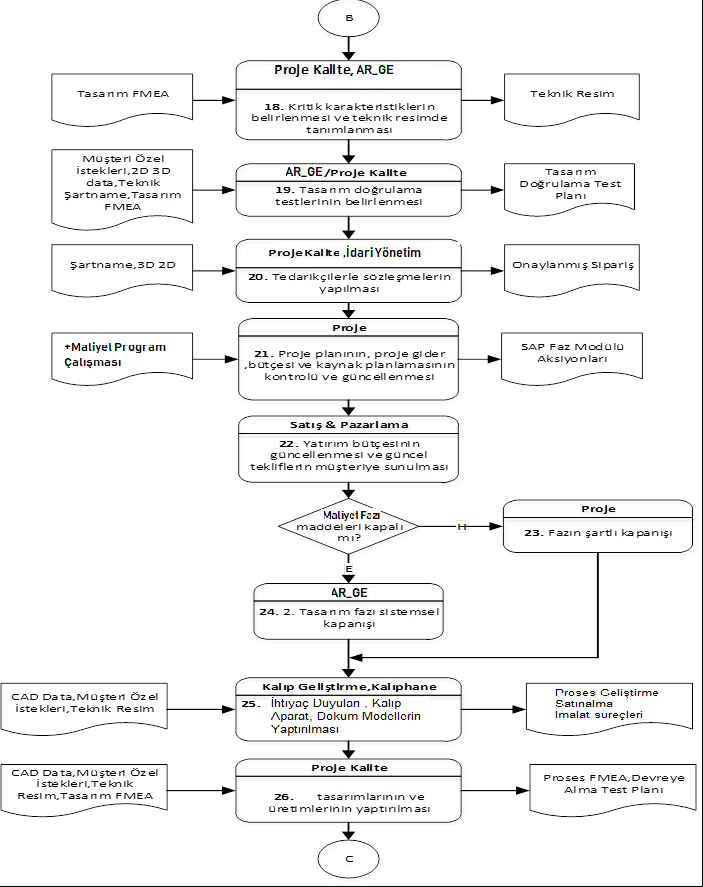 B
Proje Kalite, AR_GE
Tasarım FMEA
18. Kritik karakteristiklerin
belirlenmesi ve teknik resimde
tanımlanması
Teknik Resim
Müşteri Özel
İstekleri,2D 3D
data,Teknik
Şartname,Tasarım
FMEA
AR_GE/Proje Kalite
19. Tasarım doğrulama
testlerinin belirlenmesi
Tasarım
Doğrulama Test
Planı
Şartname,3D 2D
Proje Kalite ,İdari Yönetim
20. Tedarikçilerle sözleşmelerin
yapılması
Onaylanmış Sipariş
+Maliyet Program
Çalışması
Proje
21. Proje planının, proje gider
,bütçesi ve kaynak planlamasının
kontrolü ve güncellenmesi
SAP Faz Modülü
Aksiyonları
Satış & Pazarlama
22. Yatırım bütçesinin
güncellenmesi ve güncel
tekliflerin müşteriye sunulması
Maliyet Fazı
maddeleri kapalı
mı?
H
Proje
23. Fazın şartlı kapanışı
E
AR_GE
24. 2. Tasarım fazı sistemsel
kapanışı
CAD Data,Müşteri Özel
İstekleri,Teknik Resim
Kalıp Geliştirme,Kalıphane
25. İhtiyaç Duyulan , Kalıp
Aparat, Dokum Modellerin
Yaptırılması
Proses Geliştirme
Satınalma
İmalat sureçleri
CAD Data,Müşteri Özel
İstekleri,Teknik
Resim,Tasarım FMEA
Proje Kalite
26. tasarımlarının ve
üretimlerinin yaptırılması
Proses FMEA,Devreye
Alma Test Planı
C